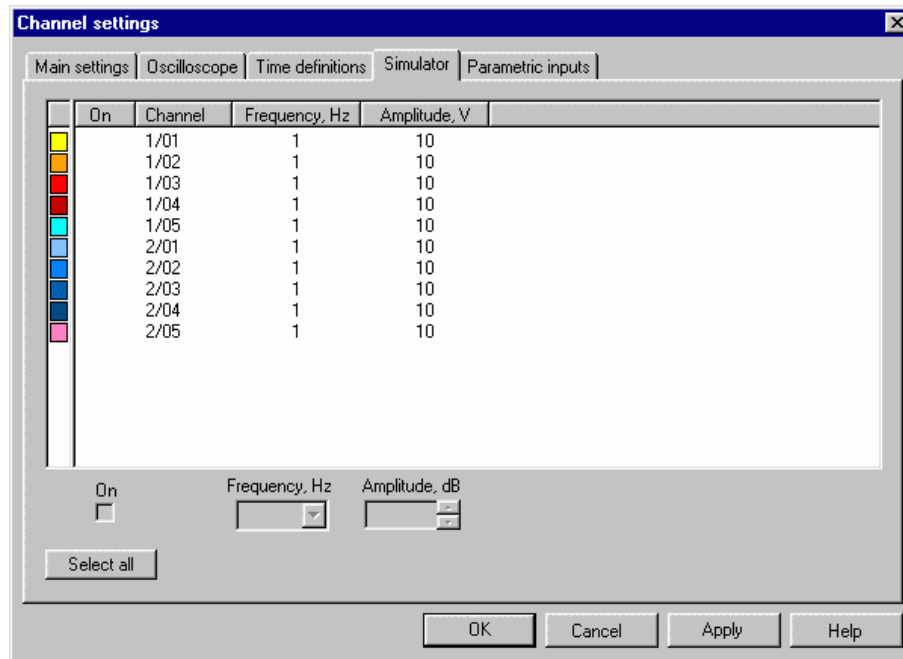 Channel settings
Main settings Oscilloscope Time definitions Simulator Parametric inputs
On Channel Frequency, Hz Amplitude, V
1/01 1 10
1/02 1 10
1/03 1 10
1/04 1 10
1/05 1 10
2/01 1 10
2/02 1 10
2/03 1 10
2/04 1 10
2/05 1 10
On Frequency, Hz Amplitude, dB
Select all
OK Cancel Apply Help